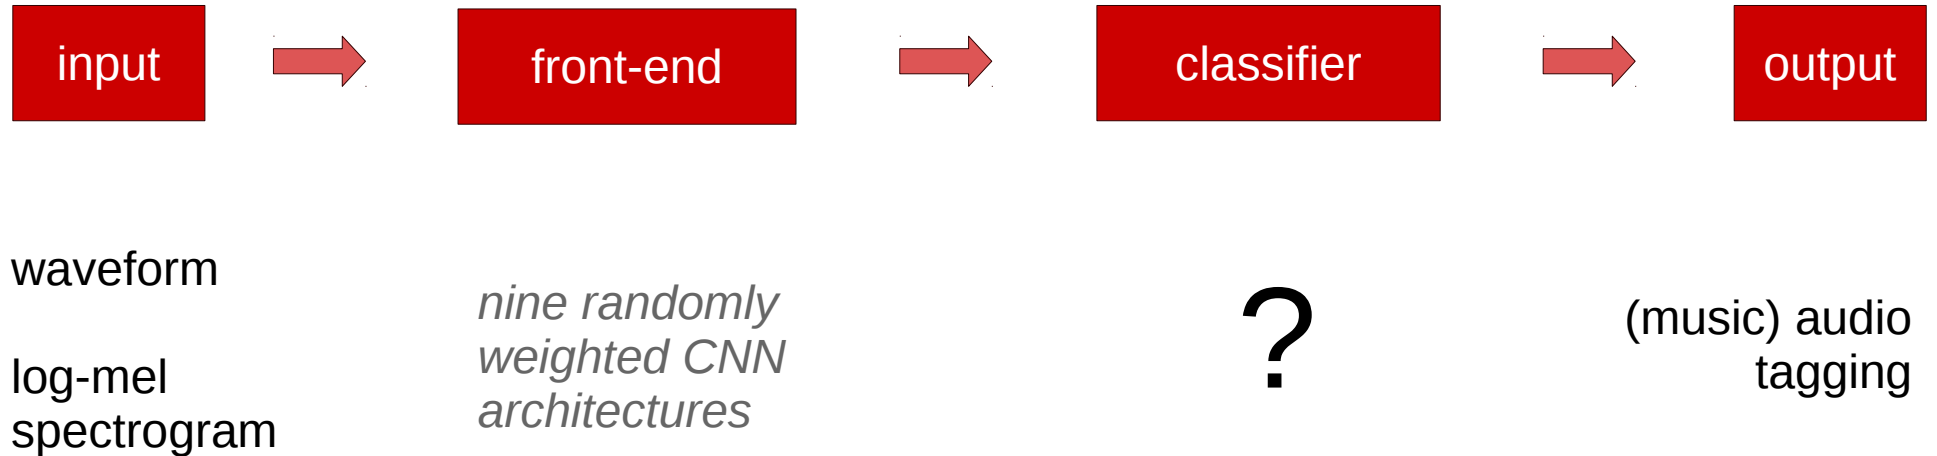 input
front-end
classifier
output
waveform
log-mel
spectrogram
nine randomly
weighted CNN
architectures
?
(music) audio
tagging